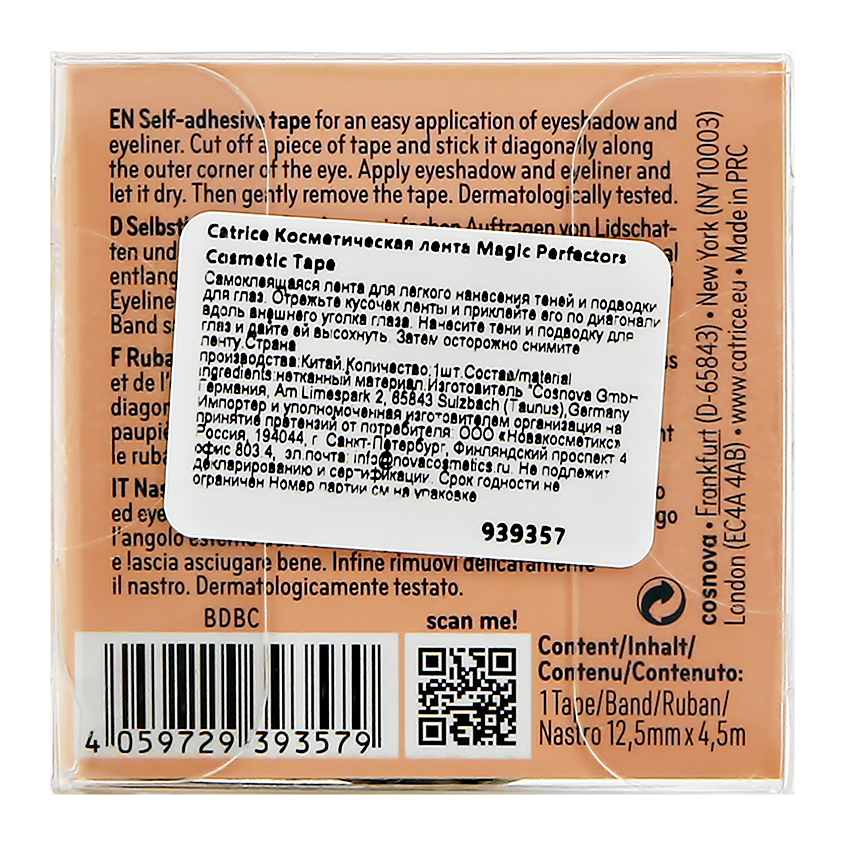 EN Self-adhesive tape for an easy application of eyeshadow and
eyeliner. Cut off a piece of tape and stick it diagonally along
the outer corner of the eye. Apply eyeshadow and eyeliner and
let it dry. Then gently remove the tape. Dermatologically tested.
D Auftragen von Lidschat-
ten und
entlang
Eyeline
Band
F Ruba
et de l'
diagon
paupiè
le ruba
IT Nas
ed eye
l'angolo
e lascia asciugare bene. Infine rimuovi delicatamente
il nastro. Dermatologicamente testato.
Catrice Косметическая лента Magic Perfectors
Cosmetic Tape
Самоклеящаяся лента для легкого нанесения теней и подводки
для глаз. Отрежьте кусочек ленты и приклейте его по диагонали
вдоль внешнего уголка глаза. Нанесите тени и подводку для
глаз и дайте ей высохнуть. Затем осторожно снимите
ленту.Страна
производства:Китай.Количество:1шт.Состав/material
ingredients:нетканный материал.Изготовитель "Cosnova GmbH
Германия, Am Limespark 2, 65843 Sulzbach (Taunus),Germany
Импортер и уполномоченная изготовителем организация на
принятие претензий от потребителя: ООО «Новакосметикс»
Россия, 194044, г. Санкт-Петербург, Финляндский проспект 4
офис 803.4, эл.почта: info@novacosmetics.ru. Не подлежит
декларированию и сертификации. Срок годности не
ограничен Номер партии см на упаковке
939357
BDBC
scan me!
4 059729 393579
Content/Inhalt/
Contenu/Contenuto:
1 Tape/Band/Ruban/
Nastro 12,5mm x 4,5m
cosnova • Frankfurt (D-65843) • New York (NY 10003)
London (EC4A 4AB) • www.catrice.eu • Made in PRC